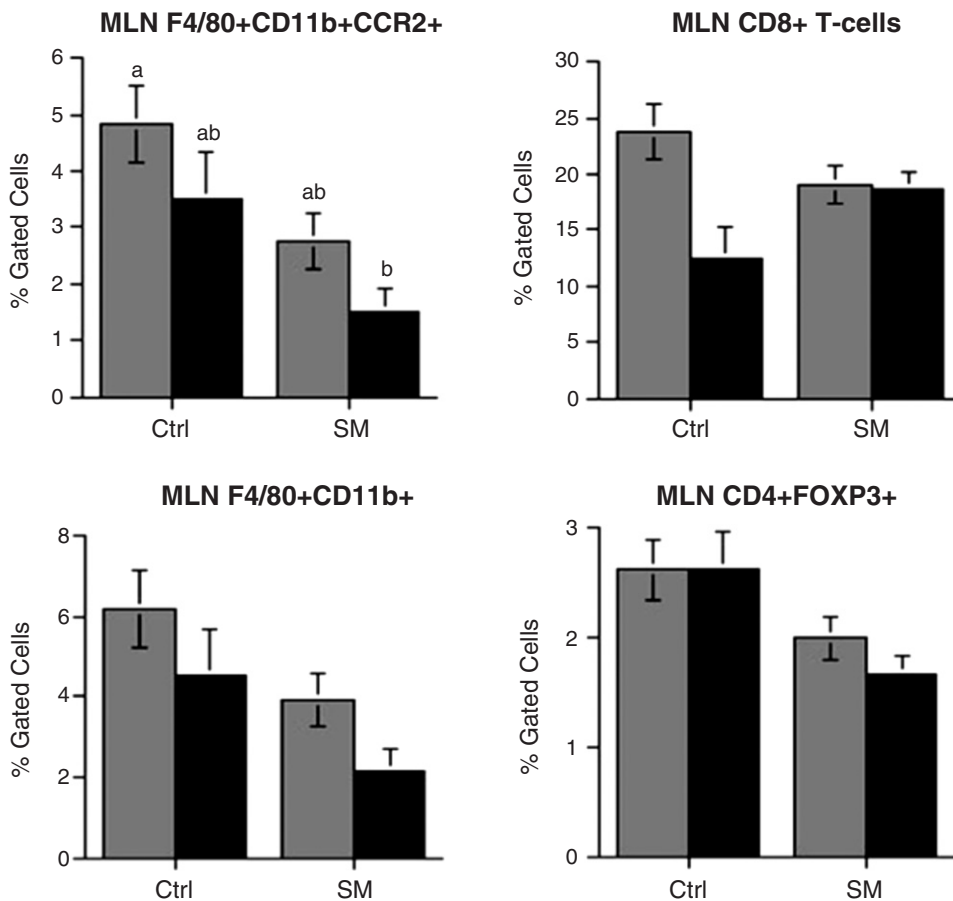 MLN F4/80+CD11b+CCR2+
% Gated Cells
6
5
4
3
2
1
0
a
ab
ab
b
Ctrl
SM
MLN CD8+ T-cells
% Gated Cells
30
25
20
15
10
5
0
Ctrl
SM
MLN F4/80+CD11b+
% Gated Cells
8
6
4
2
0
Ctrl
SM
MLN CD4+FOXP3+
% Gated Cells
3
2
1
0
Ctrl
SM